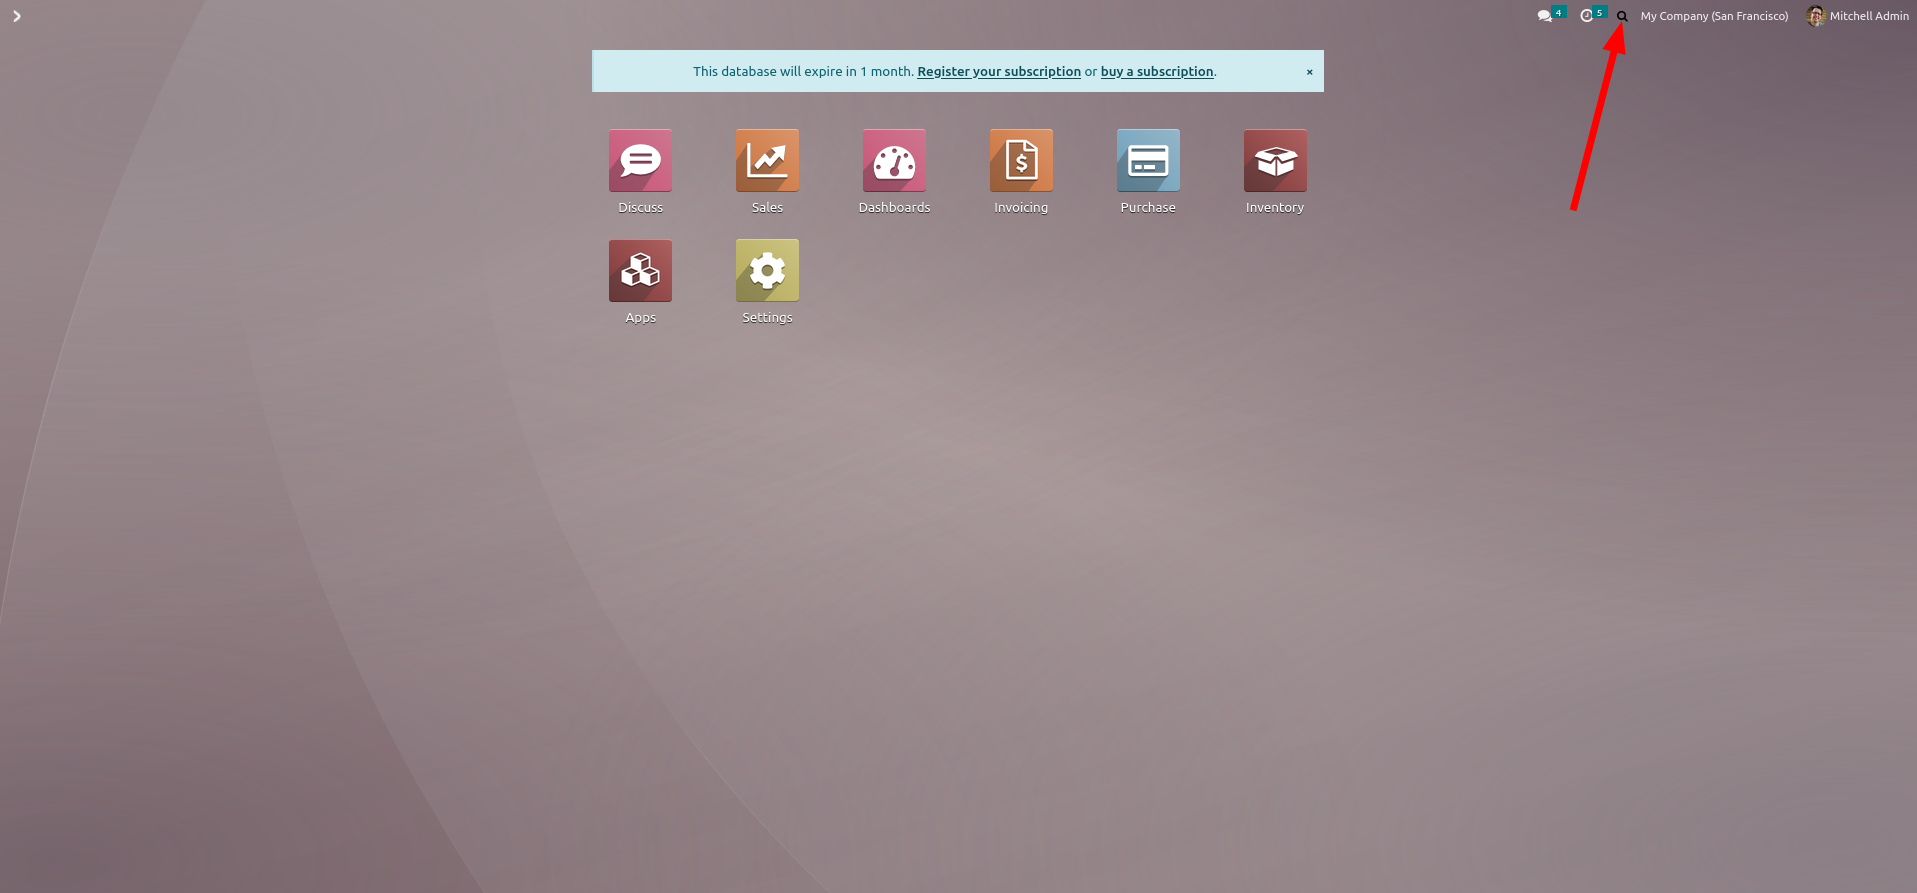 4 5 My Company (San Francisco) Mitchell Admin
This database will expire in 1 month. Register your subscription or buy a subscription. ×
Discuss Sales Dashboards Invoicing Purchase Inventory
Apps Settings